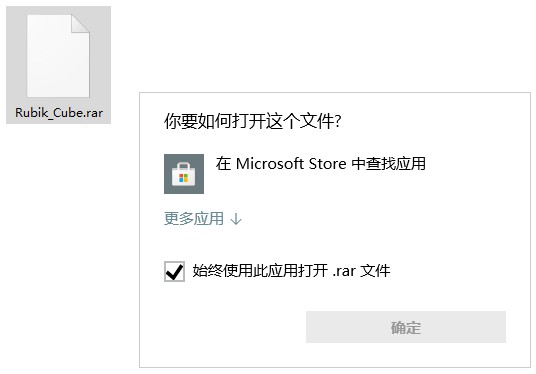 Rubik_Cube.rar
你要如何打开这个文件?
在 Microsoft Store 中查找应用
更多应用 ↓
始终使用此应用打开 .rar 文件
确定